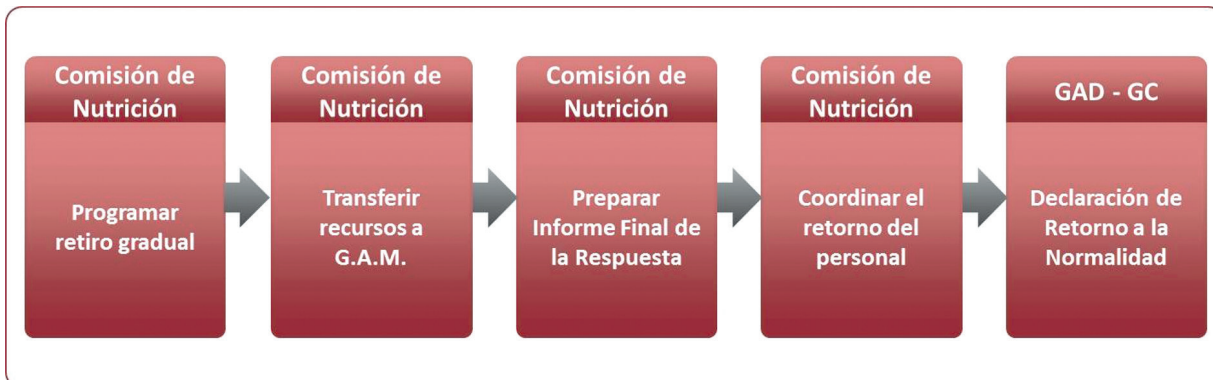 Comisión de
Nutrición
Programar
retiro gradual
Comisión de
Nutrición
Transferir
recursos a
G.A.M.
Comisión de
Nutrición
Preparar
Informe Final de
la Respuesta
Comisión de
Nutrición
Coordinar el
retorno del
personal
GAD - GC
Declaración de
Retorno a la
Normalidad